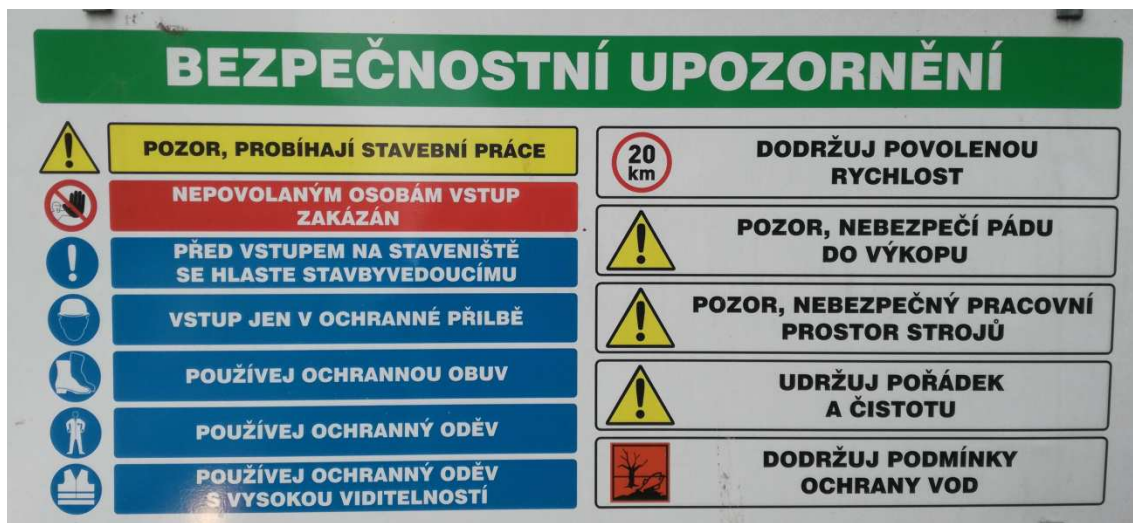 BEZPEČNOSTNÍ UPOZORNĚNÍ
POZOR, PROBÍHAJÍ STAVEBNÍ PRÁCE
NEPOVOLANÝM OSOBÁM VSTUP
ZAKÁZÁN
PŘED VSTUPEM NA STAVENIŠTĚ
SE HLASTE STAVBYVEDOUCÍMU
VSTUP JEN V OCHRANNÉ PŘILBĚ
POUŽÍVEJ OCHRANNOU OBUV
POUŽÍVEJ OCHRANNÝ ODĚV
POUŽÍVEJ OCHRANNÝ ODĚV
S VYSOKOU VIDITELNOSTÍ
20
km
DODRŽUJ POVOLENOU
RYCHLOST
POZOR, NEBEZPEČÍ PÁDU
DO VÝKOPU
POZOR, NEBEZPEČNÝ PRACOVNÍ
PROSTOR STROJŮ
UDRŽUJ POŘÁDEK
A ČISTOTU
DODRŽUJ PODMÍNKY
OCHRANY VOD